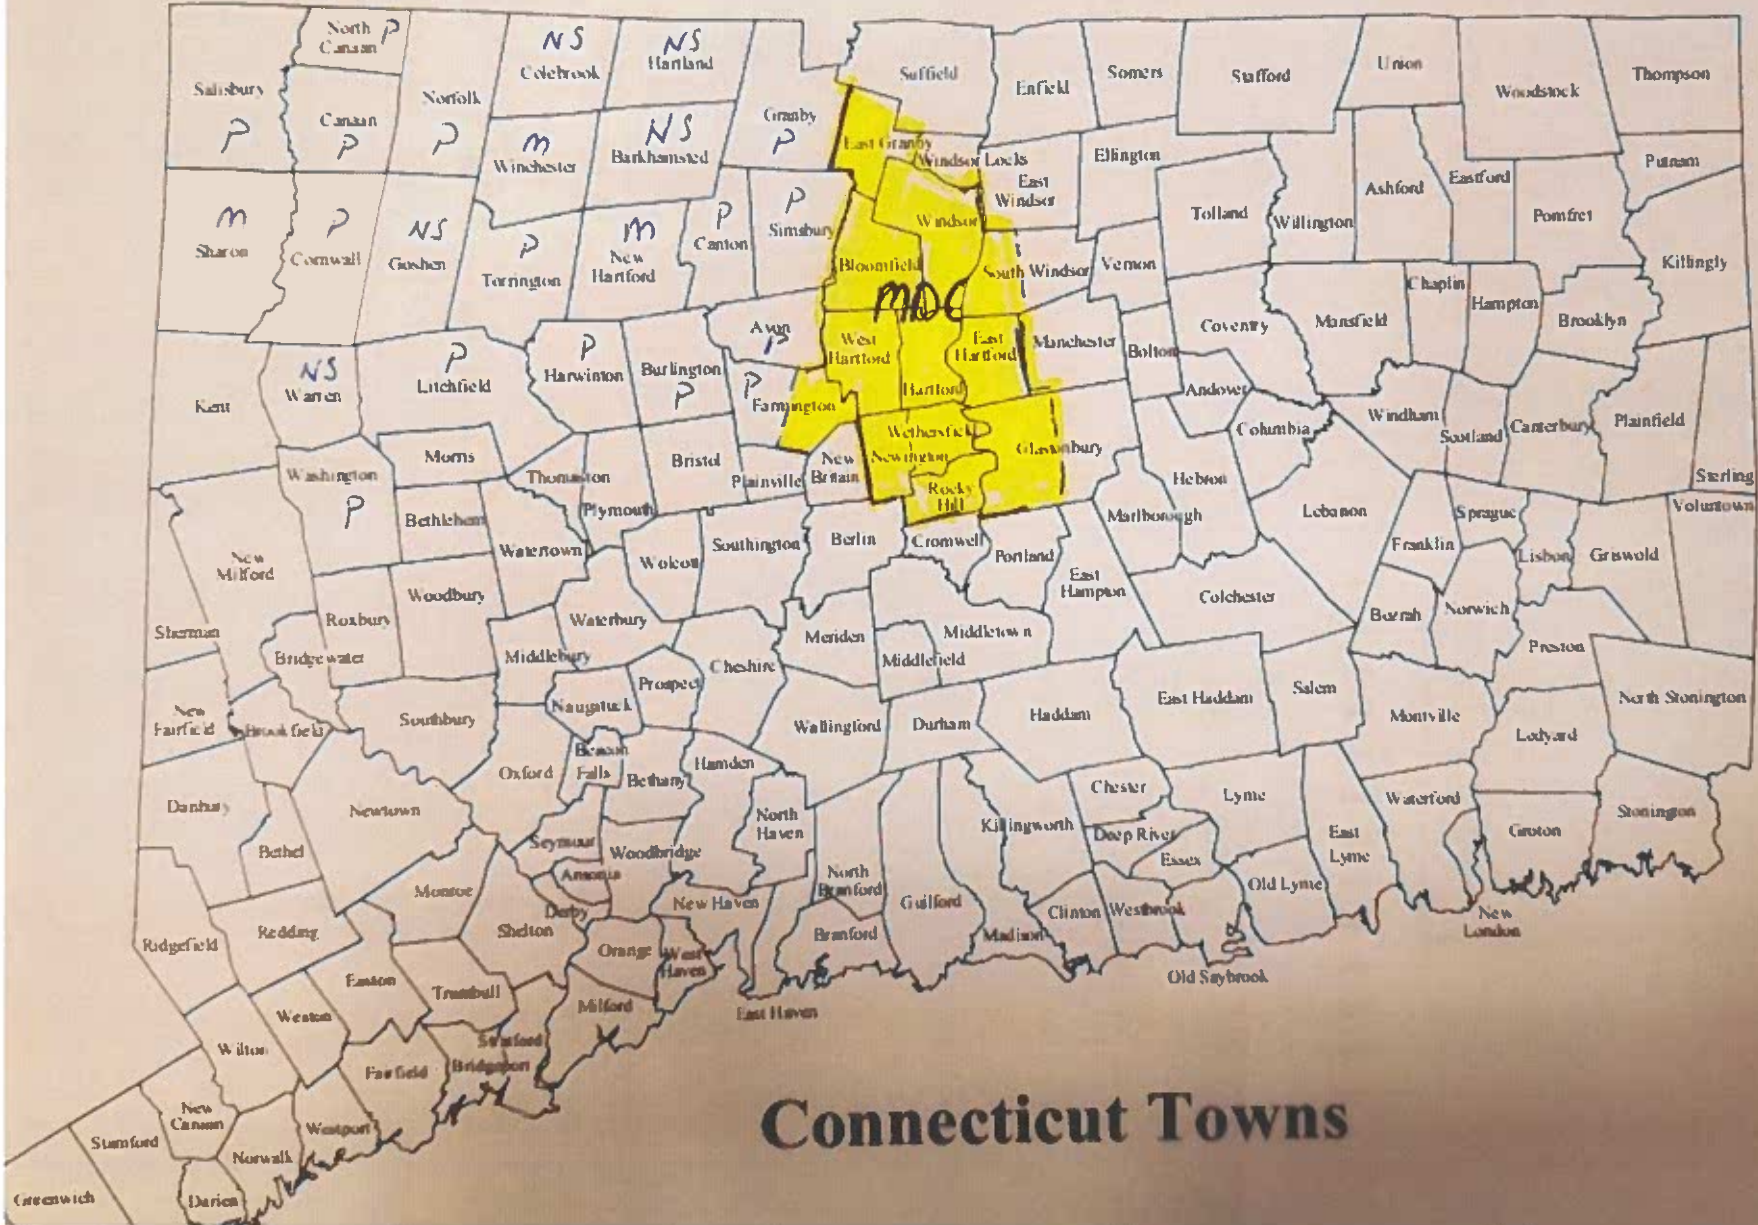 North P
Canaan
NS
Colebrook
NS
Hartland
Salisbury
P
Canaan
P
Norfolk
P
M
Winchester
NS
Barkhamsted
Granby
P
Suffield
Enfield
Somers
Stafford
Union
Woodstock
Thompson
East Granby
Windsor Locks
East
Windsor
Ellington
Tolland
Willington
Ashford
Eastford
Pomfret
Putnam
Killingly
M
Sharon
P
Cornwall
NS
Goshen
P
Torrington
M
New
Hartford
P
Canton
P
Simsbury
Windsor
Bloomfield
South Windsor
Vernon
MDC
Avon
P
West
Hartford
Hartford
East
Hartford
Manchester
Bolton
Coventry
Andover
Mansfield
Chaplin
Hampton
Brooklyn
Kent
NS
Warren
P
Litchfield
P
Harwinton
Burlington
P
P
Farmington
Wethersfield
Newington
Rocky
Hill
Glastonbury
Columbia
Hebron
Windham
Scotland
Canterbury
Plainfield
Sterling
Voluntown
Washington
P
Morris
Bethlehem
Thomaston
Plymouth
Bristol
Plainville
New
Britain
Watertown
Wolcott
Southington
Berlin
Cromwell
Portland
East
Hampton
Marlborough
Lebanon
Colchester
Franklin
Sprague
Lisbon
Griswold
Bozrah
Norwich
Preston
New
Milford
Sherman
Roxbury
Woodbury
Bridgewater
Waterbury
Middlebury
Naugatuck
Prospect
Cheshire
Meriden
Middletown
Middlefield
New
Fairfield
Brookfield
Southbury
Oxford
Beacon
Falls
Bethany
Hamden
Wallingford
Durham
Haddam
East Haddam
Salem
Montville
Ledyard
North Stonington
Danbury
Bethel
Newtown
Seymour
Woodbridge
North
Haven
Ansonia
Derby
Monroe
Shelton
New Haven
North
Branford
Guilford
Killingworth
Chester
Deep River
Essex
Lyme
East
Lyme
Waterford
Groton
Stonington
Ridgefield
Redding
Easton
Trumbull
Orange
West
Haven
Branford
Madison
Clinton
Westbrook
Old Lyme
New
London
Old Saybrook
East Haven
Milford
Weston
Wilton
Fairfield
Stratford
Bridgeport
New
Canaan
Westport
Norwalk
Stamford
Darien
Greenwich
Connecticut Towns